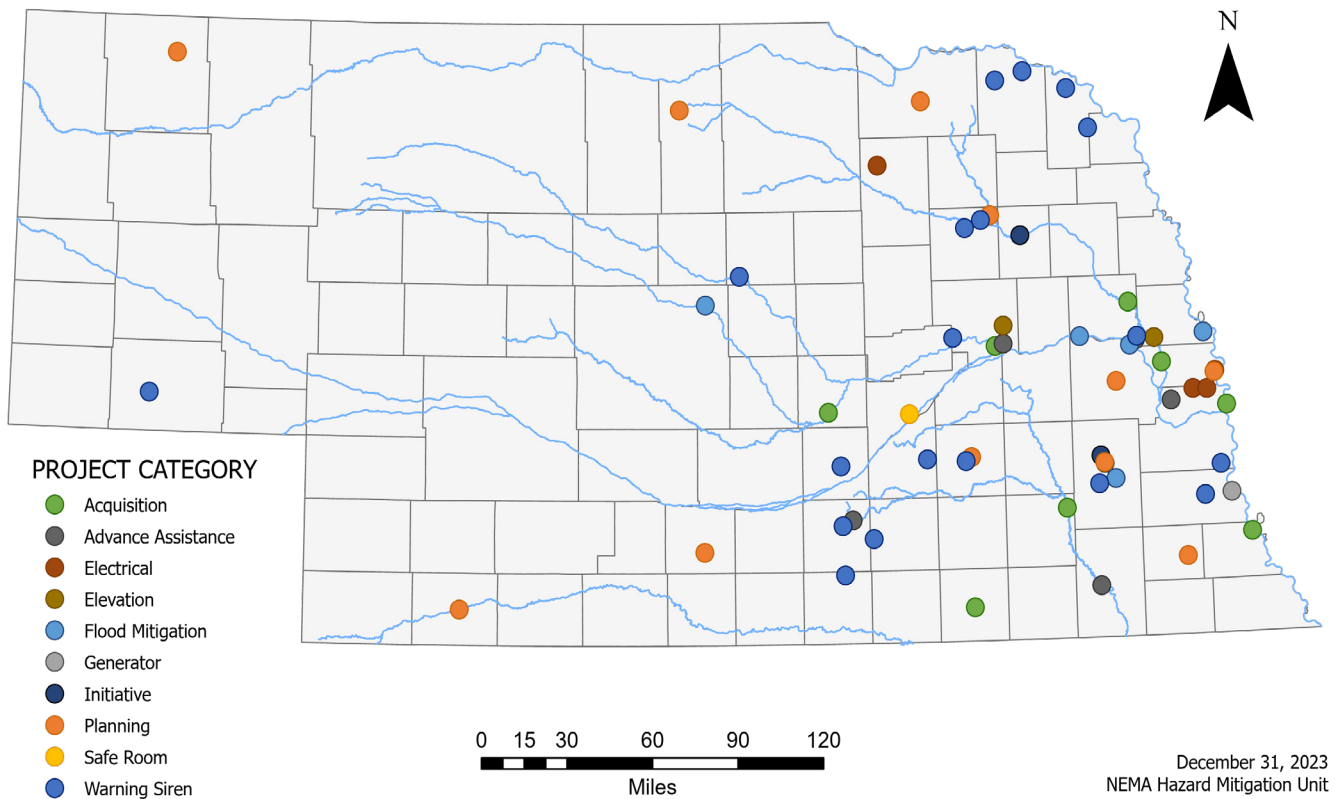 N
PROJECT CATEGORY
Acquisition
Advance Assistance
Electrical
Elevation
Flood Mitigation
Generator
Initiative
Planning
Safe Room
Warning Siren
0 15 30 60 90 120
Miles
December 31, 2023
NEMA Hazard Mitigation Unit